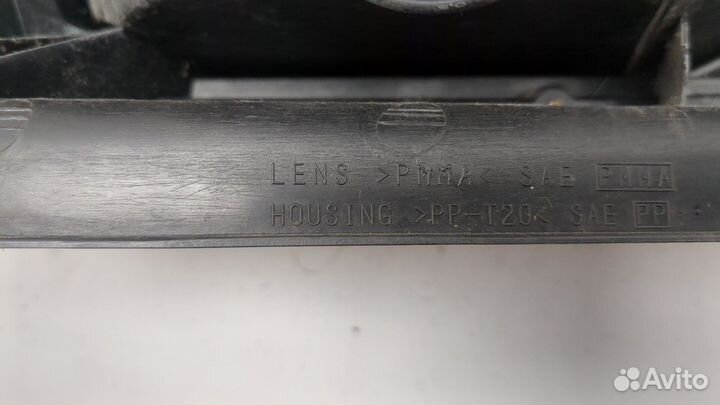 LENS >PMMA< SAE PMMA
HOUSING >PP-T20< SAE PP
Avito